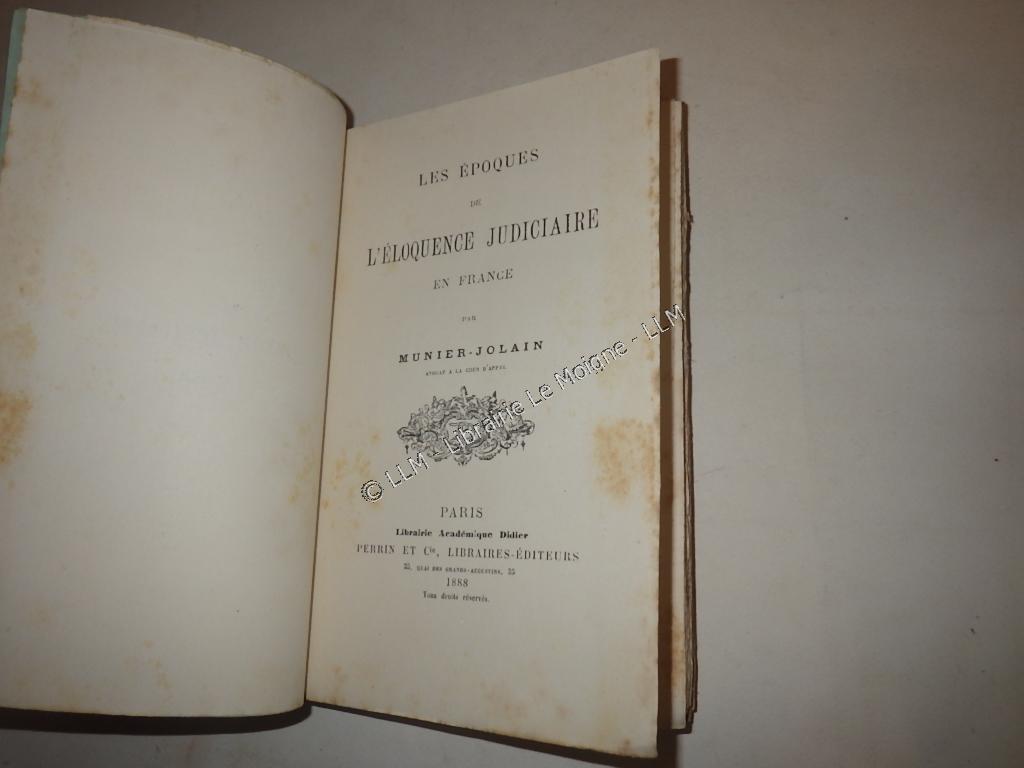 LES ÉPOQUES
DE
L'ÉLOQUENCE JUDICIAIRE
EN FRANCE
PAR
MUNIER-JOLAIN
AVOCAT A LA COUR D'APPEL
© LLM - Librairie Le Moigne - LLM
PARIS
Librairie Académique Didier
PERRIN ET Cie, LIBRAIRES-ÉDITEURS
35, QUAI DES GRANDS-AUGUSTINS, 35
1888
Tous droits réservés.